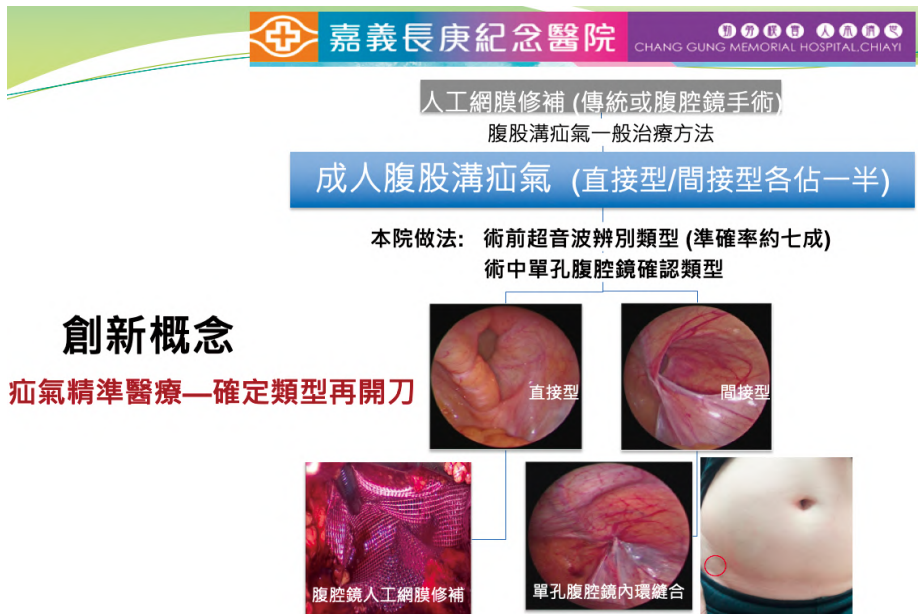 嘉義長庚紀念醫院
CHANG GUNG MEMORIAL HOSPITAL,CHIAYI
人工網膜修補 (傳統或腹腔鏡手術)
腹股溝疝氣一般治療方法
成人腹股溝疝氣 (直接型/間接型各佔一半)
本院做法: 術前超音波辨別類型 (準確率約七成)
術中單孔腹腔鏡確認類型
創新概念
疝氣精準醫療—確定類型再開刀
直接型
間接型
腹腔鏡人工網膜修補
單孔腹腔鏡內環縫合